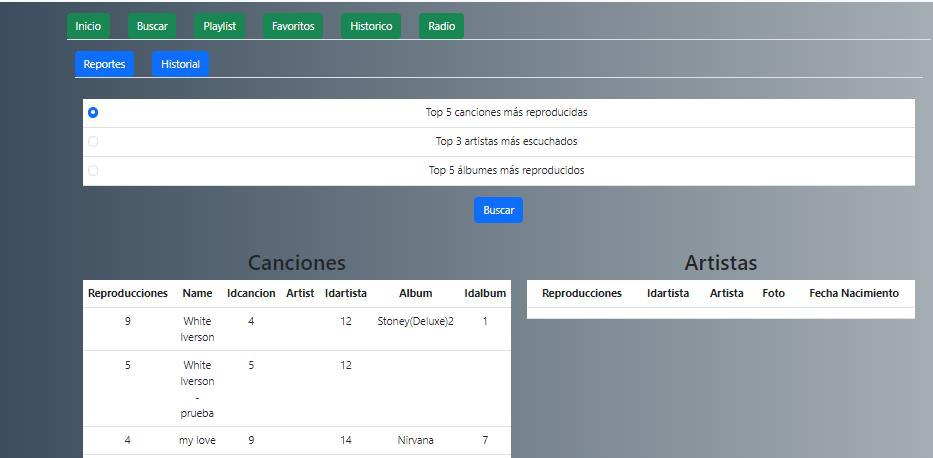 Inicio Buscar Playlist Favoritos Historico Radio
Reportes Historial
Top 5 canciones más reproducidas
Top 3 artistas más escuchados
Top 5 álbumes más reproducidos
Buscar
Canciones Artistas
Reproducciones Name Idcancion Artist Idartista Album Idalbum Reproducciones Idartista Artista Foto Fecha Nacimiento
9 White 4 12 Stoney(Deluxe)2 1
Iverson
5 White 5 12
Iverson
-
prueba
4 my love 9 14 Nirvana 7